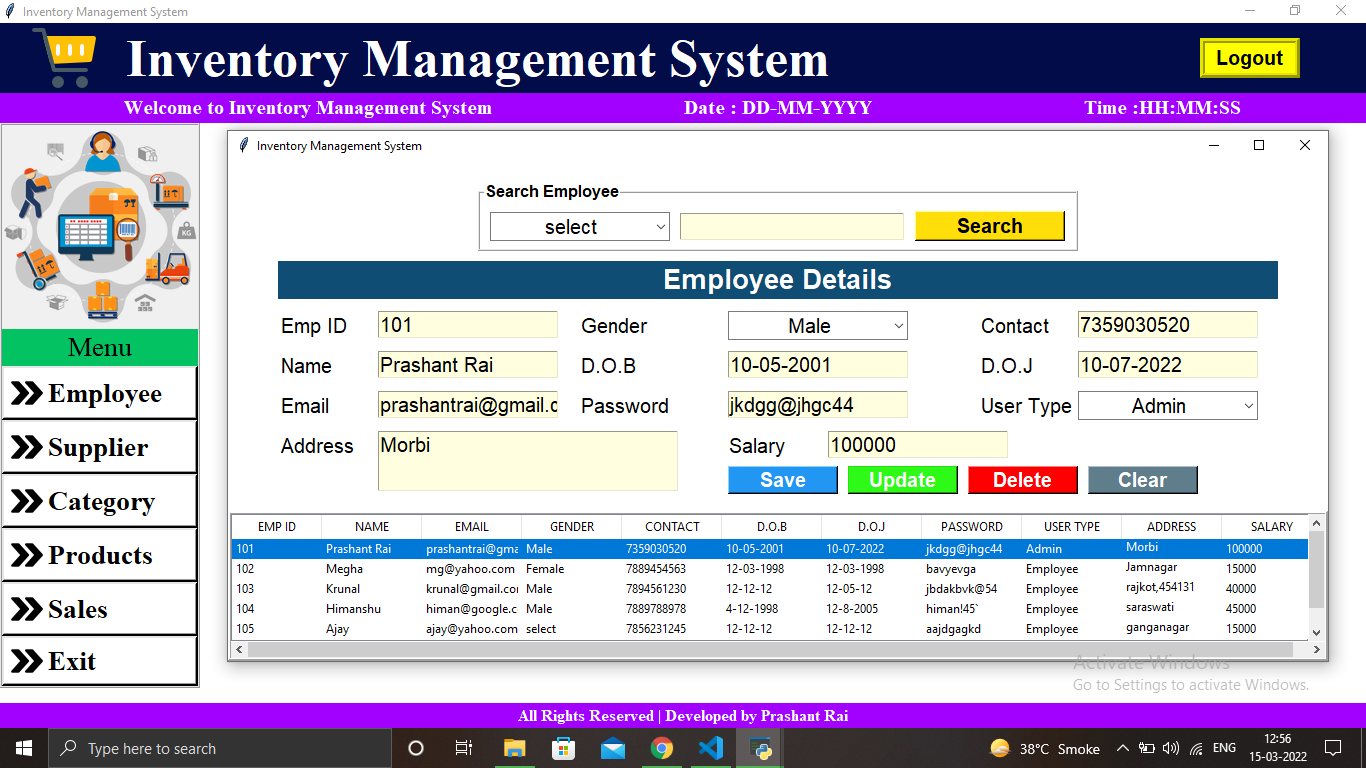 Inventory Management System
Inventory Management System
Logout
Welcome to Inventory Management System Date : DD-MM-YYYY Time :HH:MM:SS
Inventory Management System
Search Employee
select Search
Employee Details
Emp ID 101 Gender Male Contact 7359030520
Name Prashant Rai D.O.B 10-05-2001 D.O.J 10-07-2022
Email prashantrai@gmail.c Password jkdgg@jhgc44 User Type Admin
Address Morbi Salary 100000
Save Update Delete Clear
EMP ID NAME EMAIL GENDER CONTACT D.O.B D.O.J PASSWORD USER TYPE ADDRESS SALARY
101 Prashant Rai prashantrai@gma Male 7359030520 10-05-2001 10-07-2022 jkdgg@jhgc44 Admin Morbi 100000
102 Megha mg@yahoo.com Female 7889454563 12-03-1998 12-03-1998 bavyevga Employee Jamnagar 15000
103 Krunal krunal@gmail.co Male 7894561230 12-12-12 12-05-12 jbdakbvk@54 Employee rajkot,454131 40000
104 Himanshu himan@google.c Male 7889788978 4-12-1998 12-8-2005 himan!45` Employee saraswati 45000
105 Ajay ajay@yahoo.com select 7856231245 12-12-12 12-12-12 aajdgagkd Employee ganganagar 15000
KG
Menu
Employee
Supplier
Category
Products
Sales
Exit
Activate Windows
Go to Settings to activate Windows.
All Rights Reserved | Developed by Prashant Rai
Type here to search
38°C Smoke
ENG
12:56
15-03-2022